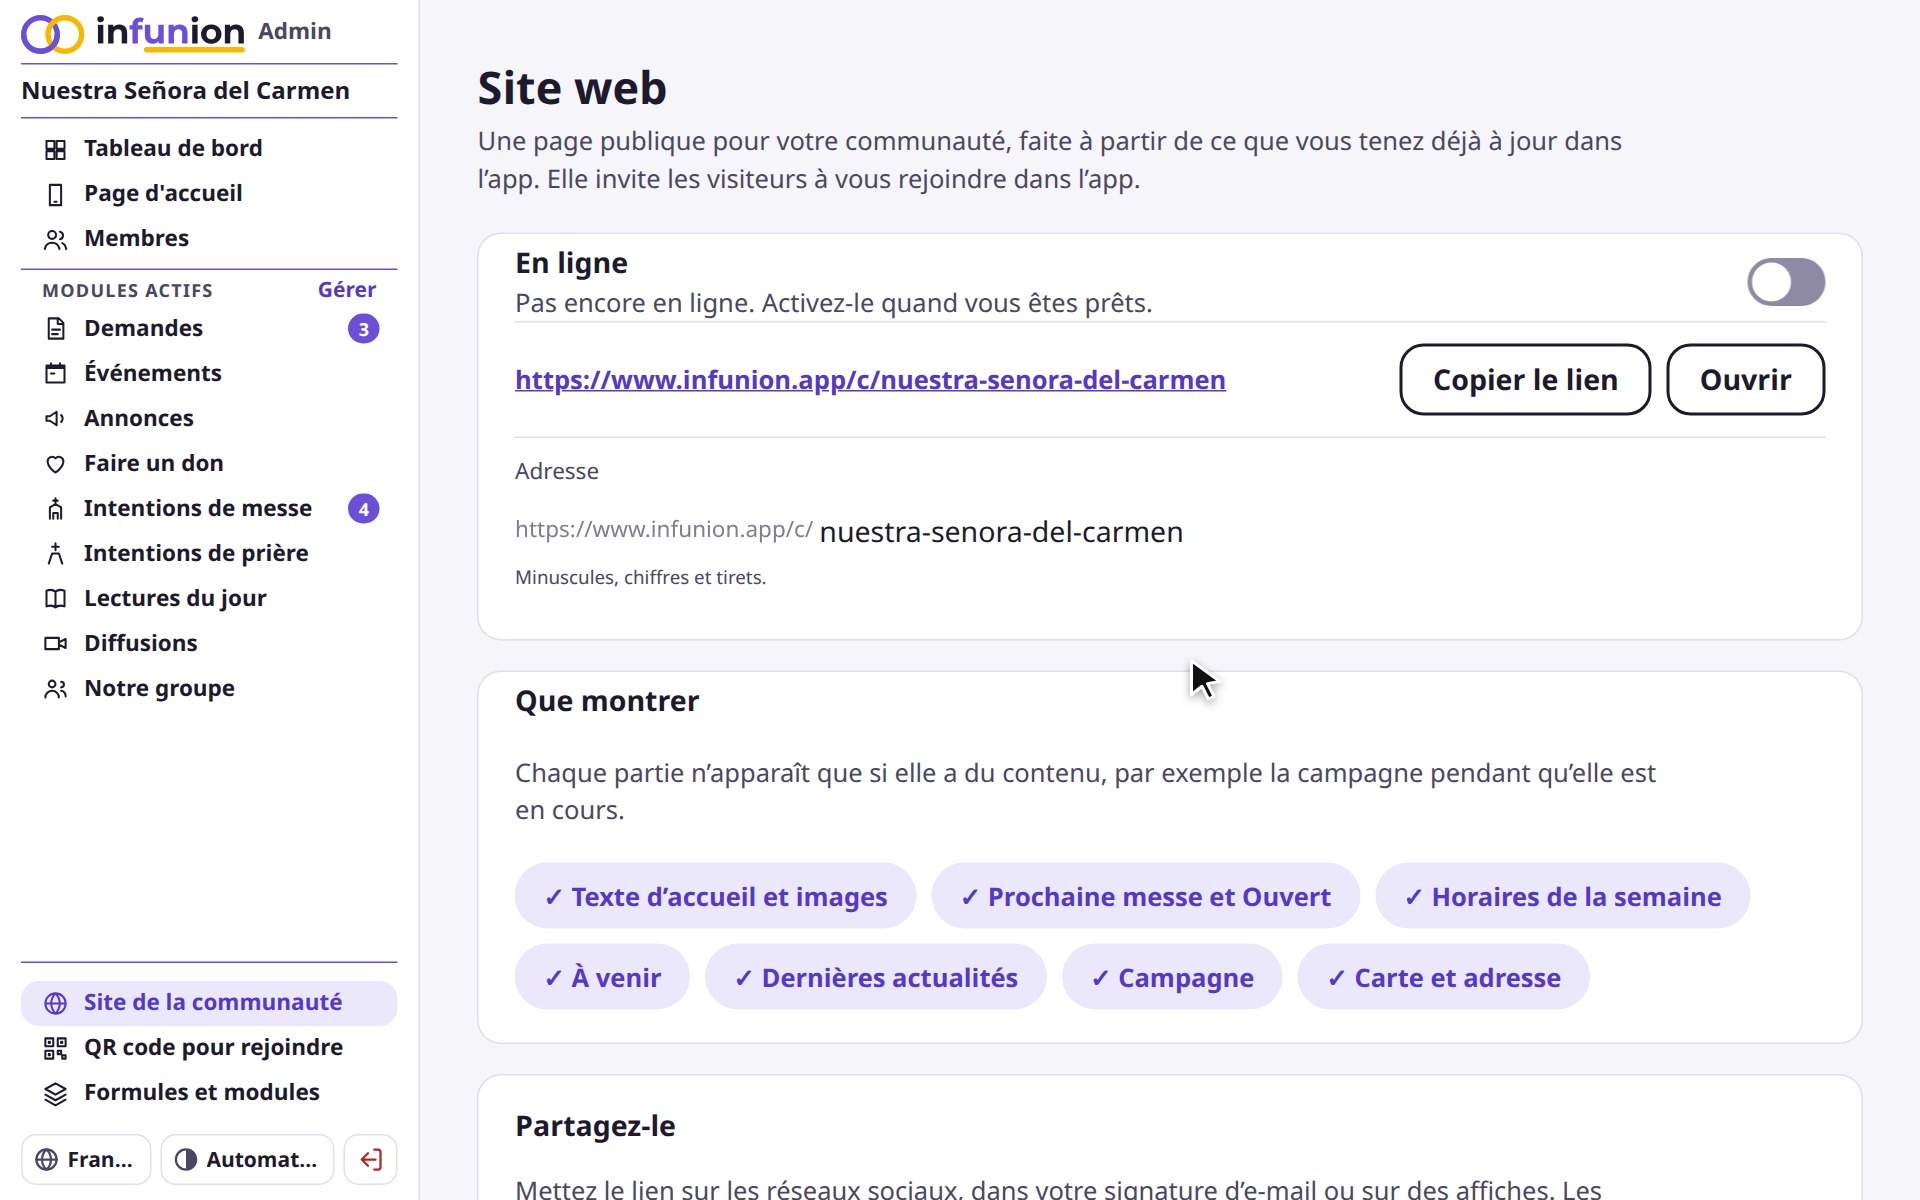 infunion Admin
Nuestra Señora del Carmen
Tableau de bord
Page d'accueil
Membres
MODULES ACTIFS Gérer
Demandes 3
Événements
Annonces
Faire un don
Intentions de messe 4
Intentions de prière
Lectures du jour
Diffusions
Notre groupe
Site de la communauté
QR code pour rejoindre
Formules et modules
Fran... Automat...
Site web
Une page publique pour votre communauté, faite à partir de ce que vous tenez déjà à jour dans
l’app. Elle invite les visiteurs à vous rejoindre dans l’app.
En ligne
Pas encore en ligne. Activez-le quand vous êtes prêts.
https://www.infunion.app/c/nuestra-senora-del-carmen Copier le lien Ouvrir
Adresse
https://www.infunion.app/c/ nuestra-senora-del-carmen
Minuscules, chiffres et tirets.
Que montrer
Chaque partie n’apparaît que si elle a du contenu, par exemple la campagne pendant qu’elle est
en cours.
✓ Texte d’accueil et images ✓ Prochaine messe et Ouvert ✓ Horaires de la semaine
✓ À venir ✓ Dernières actualités ✓ Campagne ✓ Carte et adresse
Partagez-le
Mettez le lien sur les réseaux sociaux, dans votre signature d’e-mail ou sur des affiches. Les